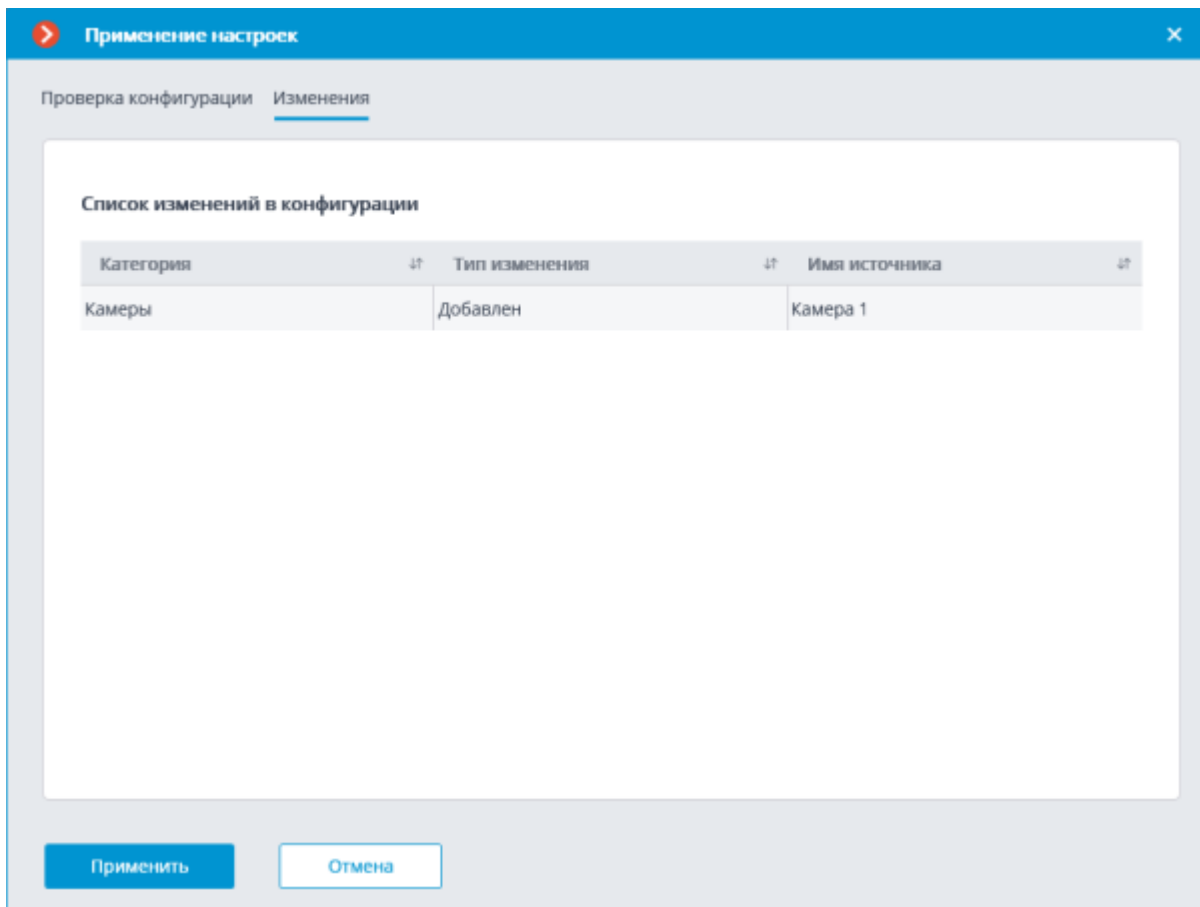 Применение настроек
Проверка конфигурации Изменения
Список изменений в конфигурации
Категория Тип изменения Имя источника
Камеры Добавлен Камера 1
Применить Отмена